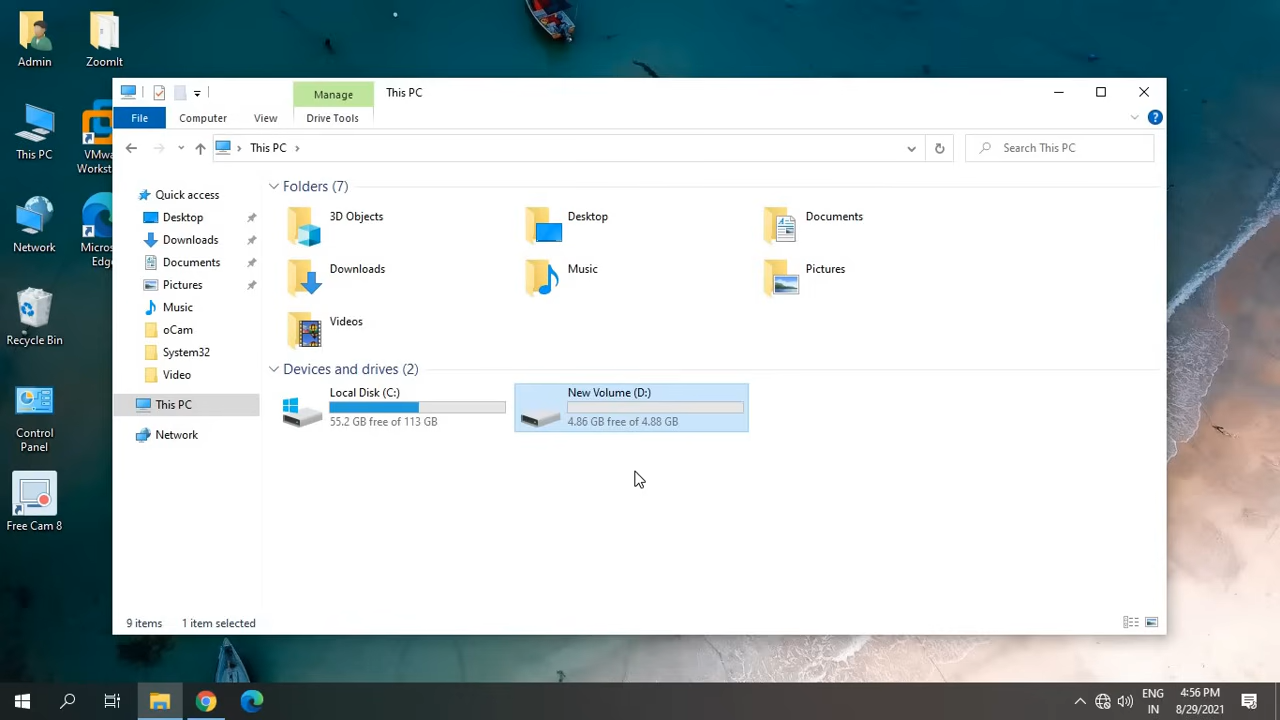 Admin
ZoomIt
This PC
VMwa
Workst
Network
Micros
Edge
Recycle Bin
Control
Panel
Free Cam 8
Manage
This PC
File
Computer
View
Drive Tools
This PC
Search This PC
Quick access
Desktop
Downloads
Documents
Pictures
Music
oCam
System32
Video
This PC
Network
Folders (7)
3D Objects
Desktop
Documents
Downloads
Music
Pictures
Videos
Devices and drives (2)
Local Disk (C:)
55.2 GB free of 113 GB
New Volume (D:)
4.86 GB free of 4.88 GB
9 items
1 item selected
ENG
IN
4:56 PM
8/29/2021